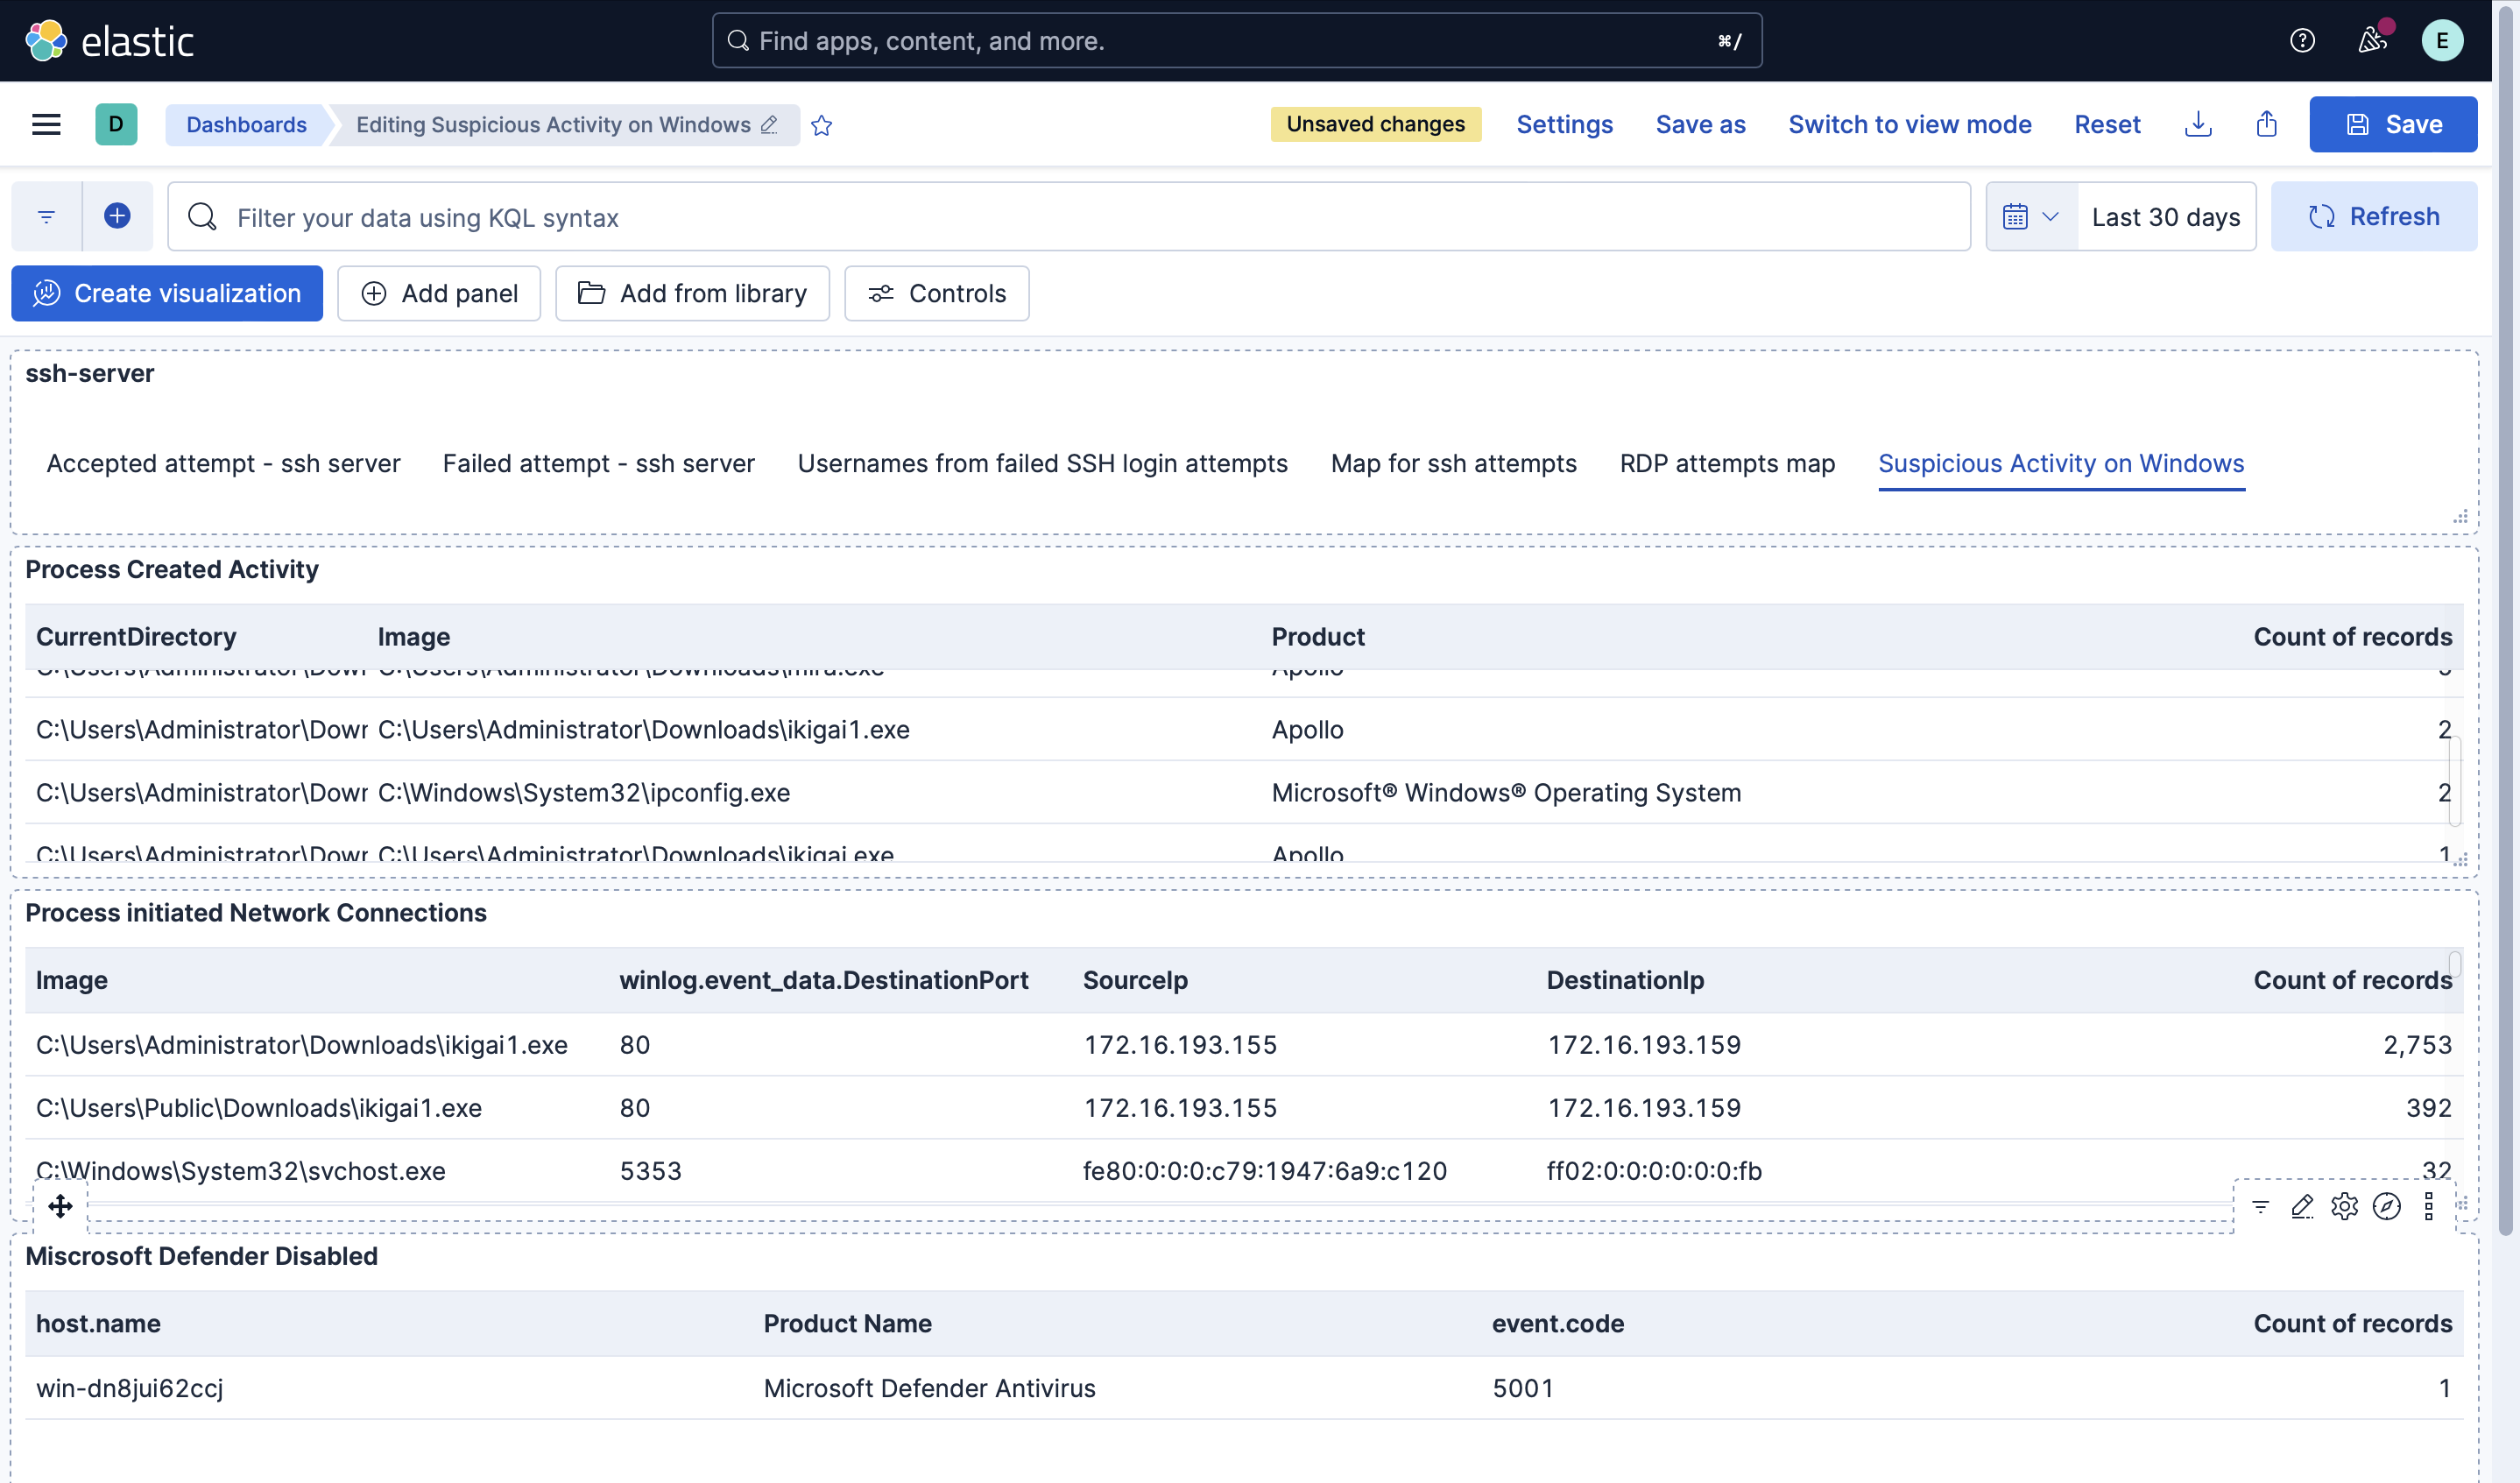 elastic
Find apps, content, and more.
⌘/
E
D
Dashboards
Editing Suspicious Activity on Windows
Unsaved changes
Settings
Save as
Switch to view mode
Reset
Save
Filter your data using KQL syntax
Last 30 days
Refresh
Create visualization
Add panel
Add from library
Controls
ssh-server
Accepted attempt - ssh server
Failed attempt - ssh server
Usernames from failed SSH login attempts
Map for ssh attempts
RDP attempts map
Suspicious Activity on Windows
Process Created Activity
CurrentDirectory Image Product Count of records
C:\Users\Administrator\Dowr C:\Users\Administrator\Downloads\mira.exe Apollo
C:\Users\Administrator\Dowr C:\Users\Administrator\Downloads\ikigai1.exe Apollo 2
C:\Users\Administrator\Dowr C:\Windows\System32\ipconfig.exe Microsoft® Windows® Operating System 2
C:\Users\Administrator\Dowr C:\Users\Administrator\Downloads\ikigai.exe Apollo 1
Process initiated Network Connections
Image winlog.event_data.DestinationPort SourceIp DestinationIp Count of records
C:\Users\Administrator\Downloads\ikigai1.exe 80 172.16.193.155 172.16.193.159 2,753
C:\Users\Public\Downloads\ikigai1.exe 80 172.16.193.155 172.16.193.159 392
C:\Windows\System32\svchost.exe 5353 fe80:0:0:0:c79:1947:6a9:c120 ff02:0:0:0:0:0:0:fb 32
Miscrosoft Defender Disabled
host.name Product Name event.code Count of records
win-dn8jui62ccj Microsoft Defender Antivirus 5001 1